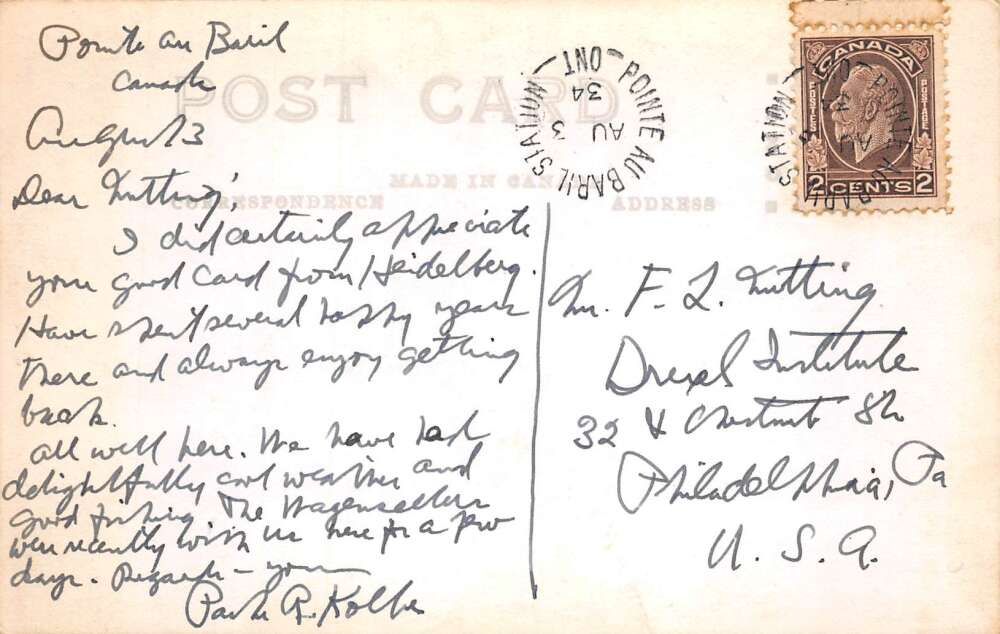 Pointe au Baril
Canada
August 3
POST CARD
MADE IN CAN
CORRESPONDENCE
ADDRESS
POINTE AU BARIL STATION
AU 3
34
ONT
CANADA
POSTES
POSTAGE
2 CENTS 2
Dear Nutting;
I did certainly appreciate
your good card from Heidelberg.
Have spent several happy years
there and always enjoy getting
back.
All well here. We have had
delightfully cool weather and
good fishing. The Wagensellers
were recently with us here for a few
days. Regards - yours
Parke R. Kolbe
Mr. F. L. Nutting
Drexel Institute
32 & Chestnut Sts
Philadelphia, Pa
U. S. A.